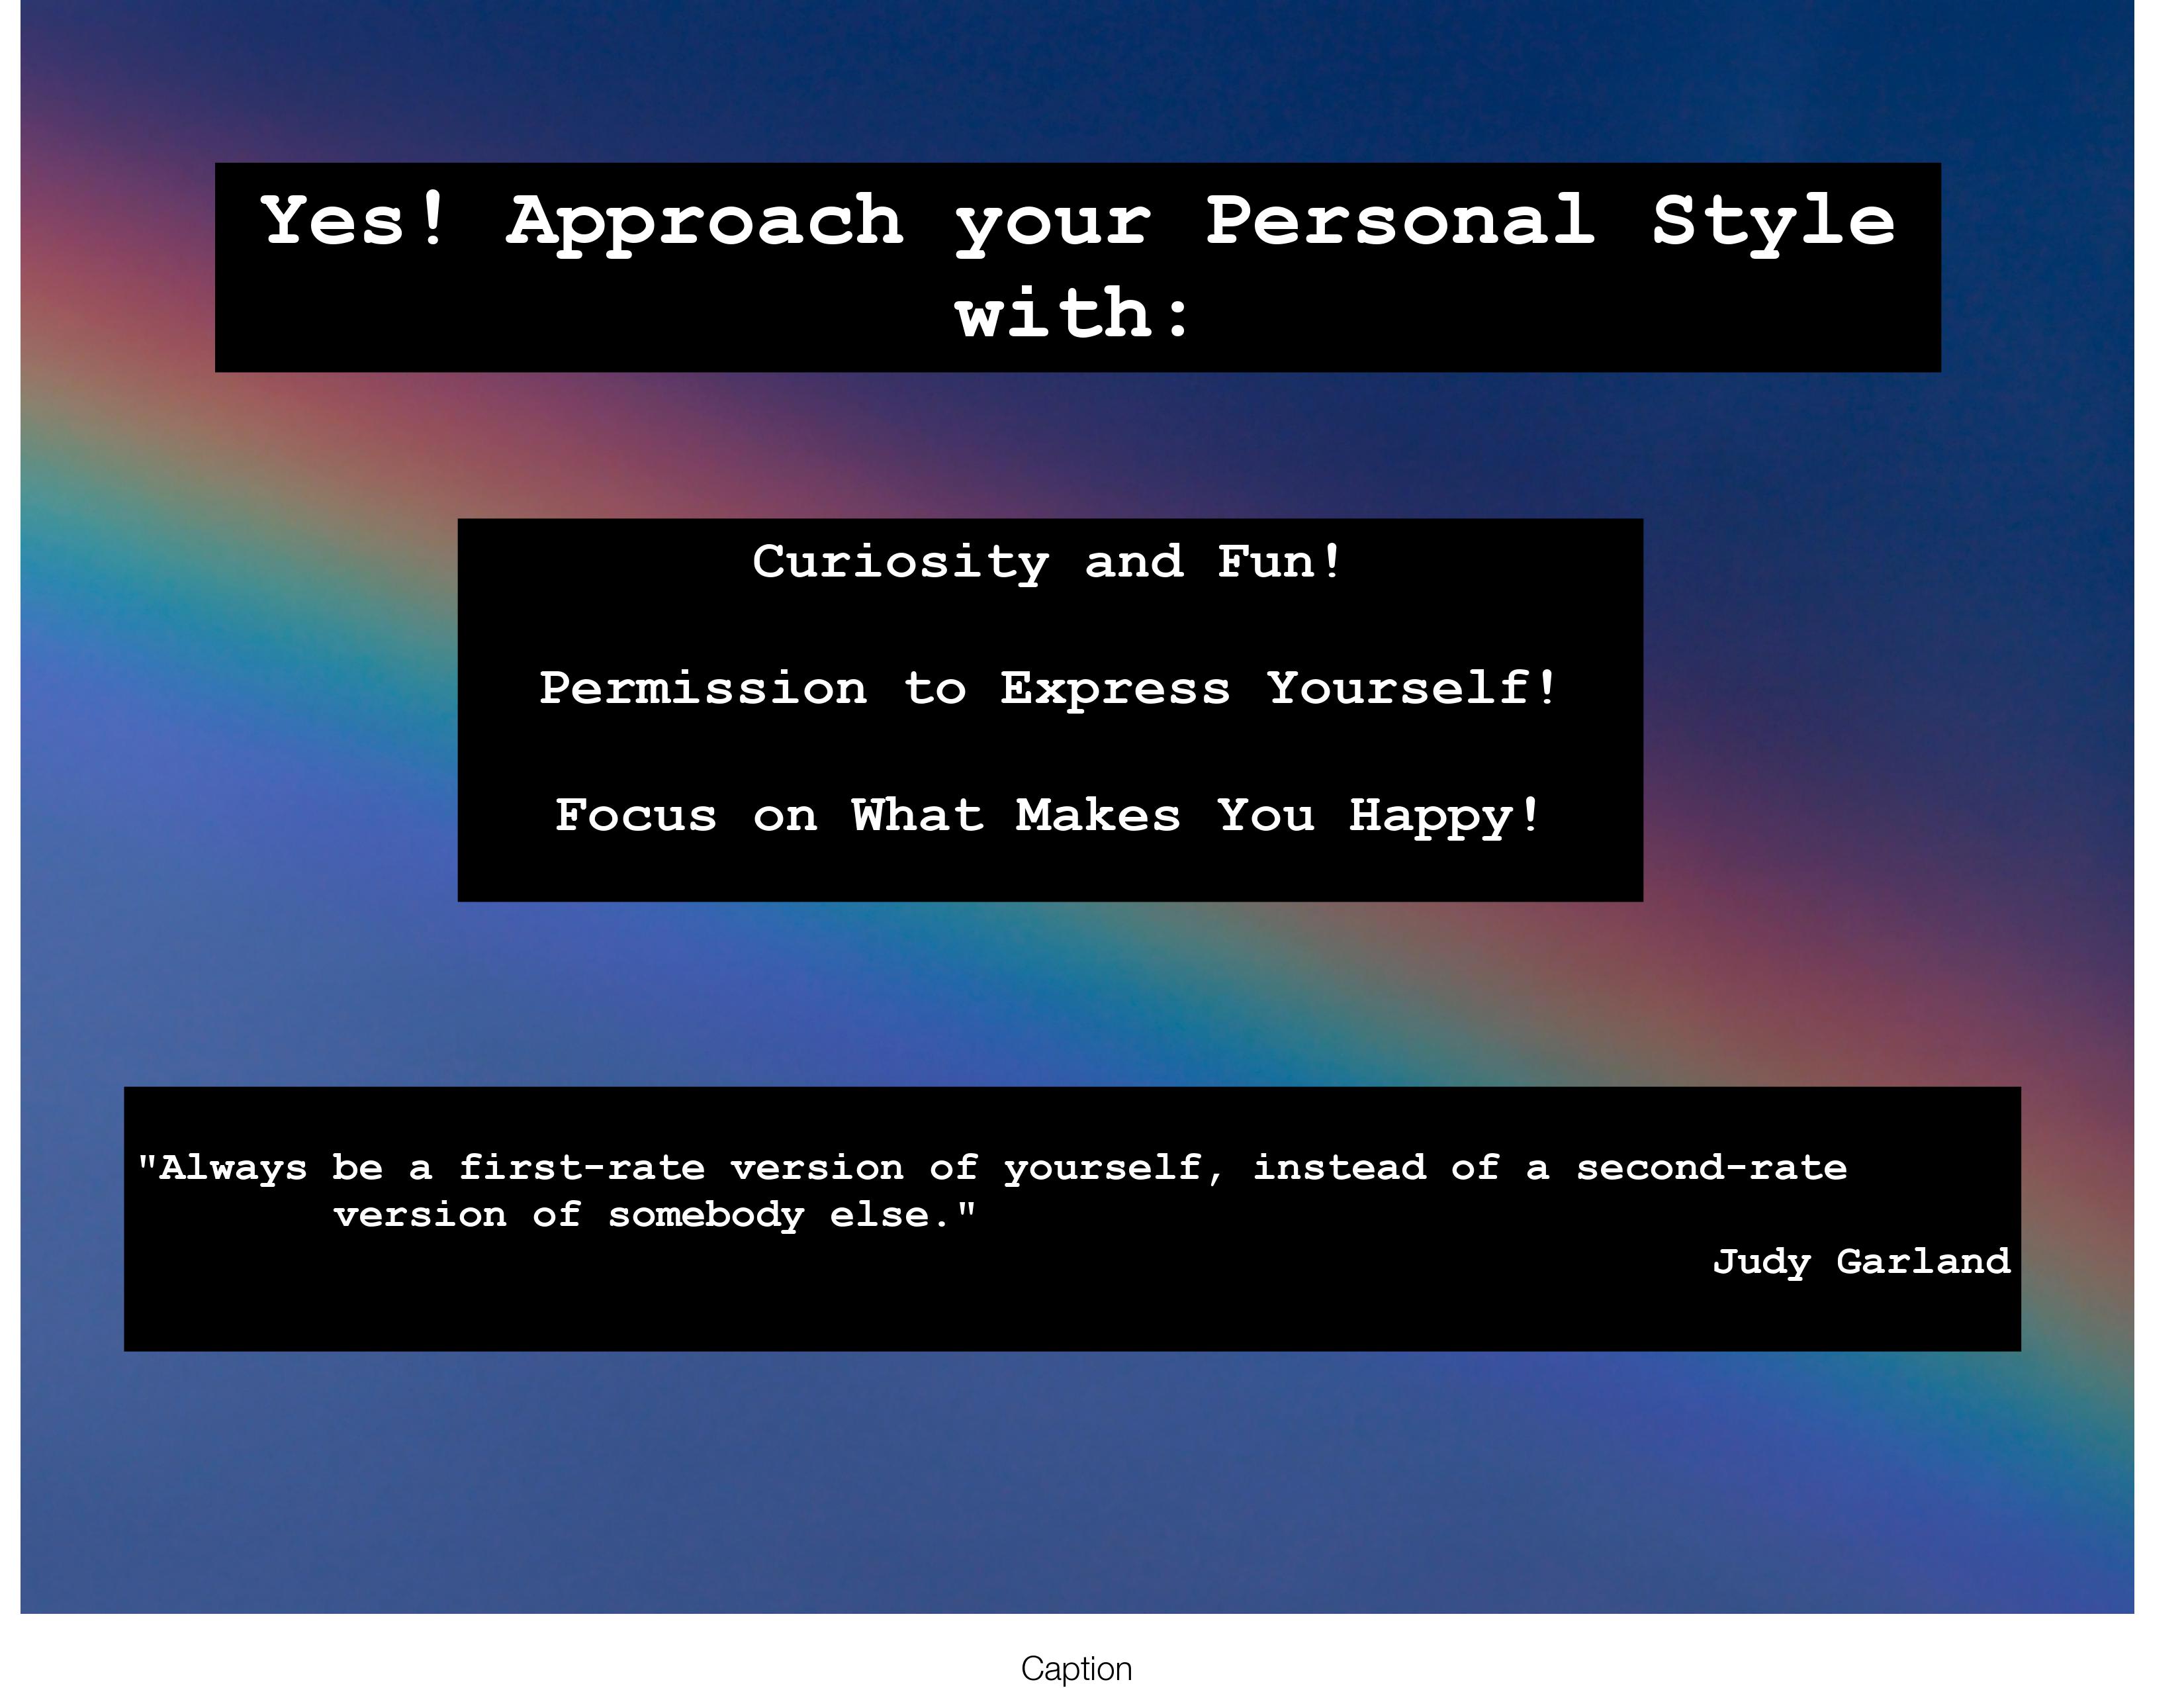 Yes! Approach your Personal Style
with:
Curiosity and Fun!
Permission to Express Yourself!
Focus on What Makes You Happy!
"Always be a first-rate version of yourself, instead of a second-rate
version of somebody else."
Judy Garland
Caption